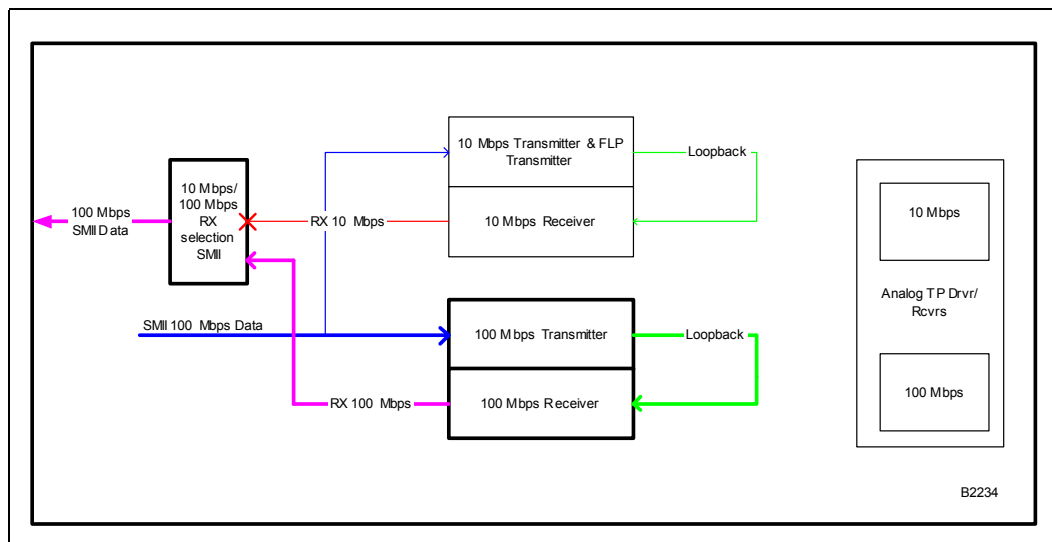 10 Mbps Transmitter & FLP
Transmitter
Loopback
10 Mbps/
100 Mbps
RX
selection
SMII
100 Mbps
SMII Data
RX 10 Mbps
10 Mbps Receiver
10 Mbps
Analog TP Drvr/
Rcvrs
SMII 100 Mbps Data
100 Mbps Transmitter
Loopback
RX 100 Mbps
100 Mbps Receiver
100 Mbps
B2234